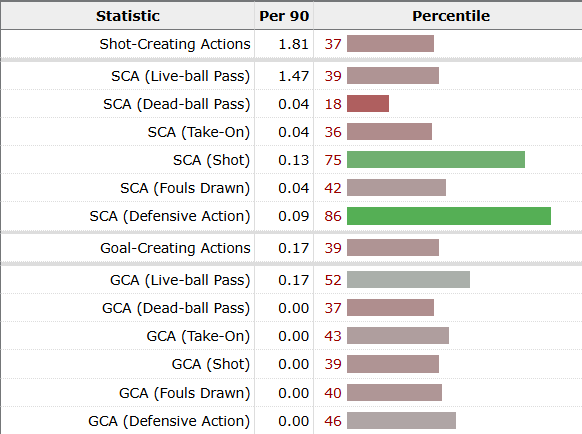 Statistic Per 90 Percentile
Shot-Creating Actions 1.81 37
SCA (Live-ball Pass) 1.47 39
SCA (Dead-ball Pass) 0.04 18
SCA (Take-On) 0.04 36
SCA (Shot) 0.13 75
SCA (Fouls Drawn) 0.04 42
SCA (Defensive Action) 0.09 86
Goal-Creating Actions 0.17 39
GCA (Live-ball Pass) 0.17 52
GCA (Dead-ball Pass) 0.00 37
GCA (Take-On) 0.00 43
GCA (Shot) 0.00 39
GCA (Fouls Drawn) 0.00 40
GCA (Defensive Action) 0.00 46